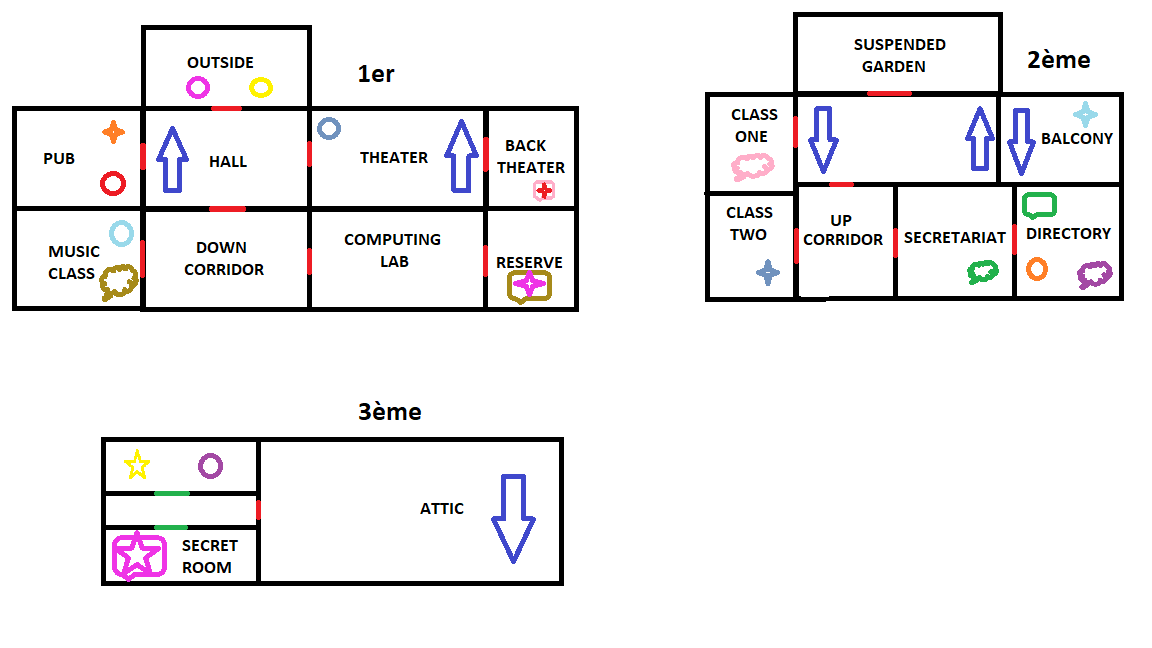 OUTSIDE
1er
PUB
HALL
THEATER
BACK
THEATER
MUSIC
CLASS
DOWN
CORRIDOR
COMPUTING
LAB
RESERVE
SUSPENDED
GARDEN
2ème
CLASS
ONE
BALCONY
CLASS
TWO
UP
CORRIDOR
SECRETARIAT
DIRECTORY
3ème
ATTIC
SECRET
ROOM